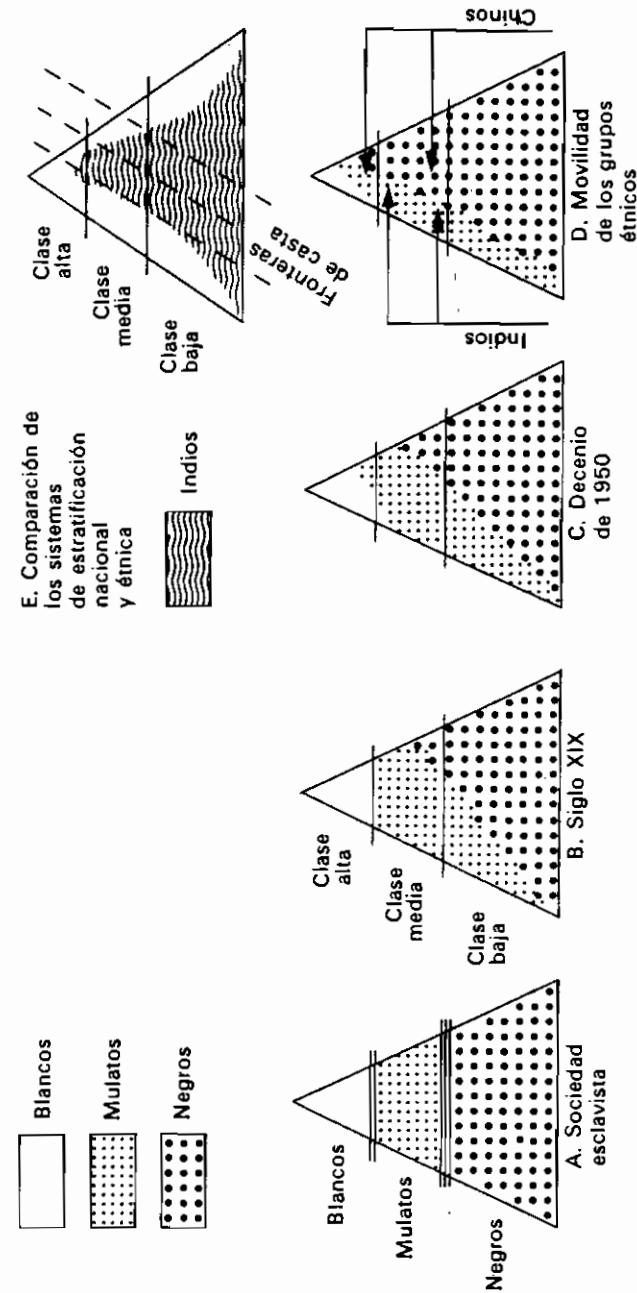 Blancos
Mulatos
Negros
E. Comparación de
los sistemas
de estratificación
nacional
y étnica
Indios
Clase
alta
Clase
media
Clase
baja
Fronteras
de casta
Blancos
Mulatos
Negros
A. Sociedad
esclavista
Clase
alta
Clase
media
Clase
baja
B. Siglo XIX
C. Decenio
de 1950
Indios
Chinos
D. Movilidad
de los grupos
étnicos